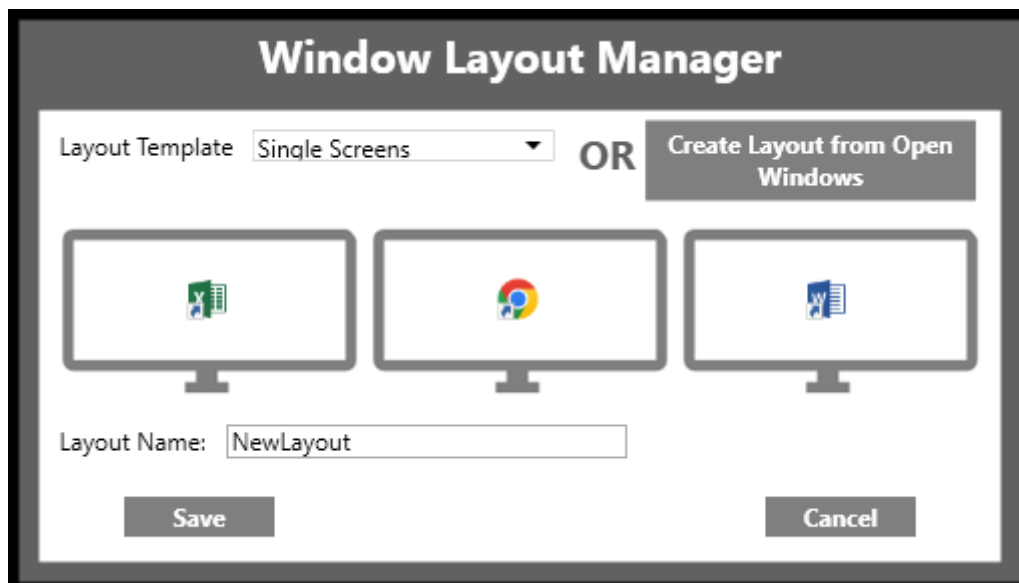 Window Layout Manager
Layout Template
Single Screens
OR
Create Layout from Open
Windows
X
W
Layout Name:
NewLayout
Save
Cancel